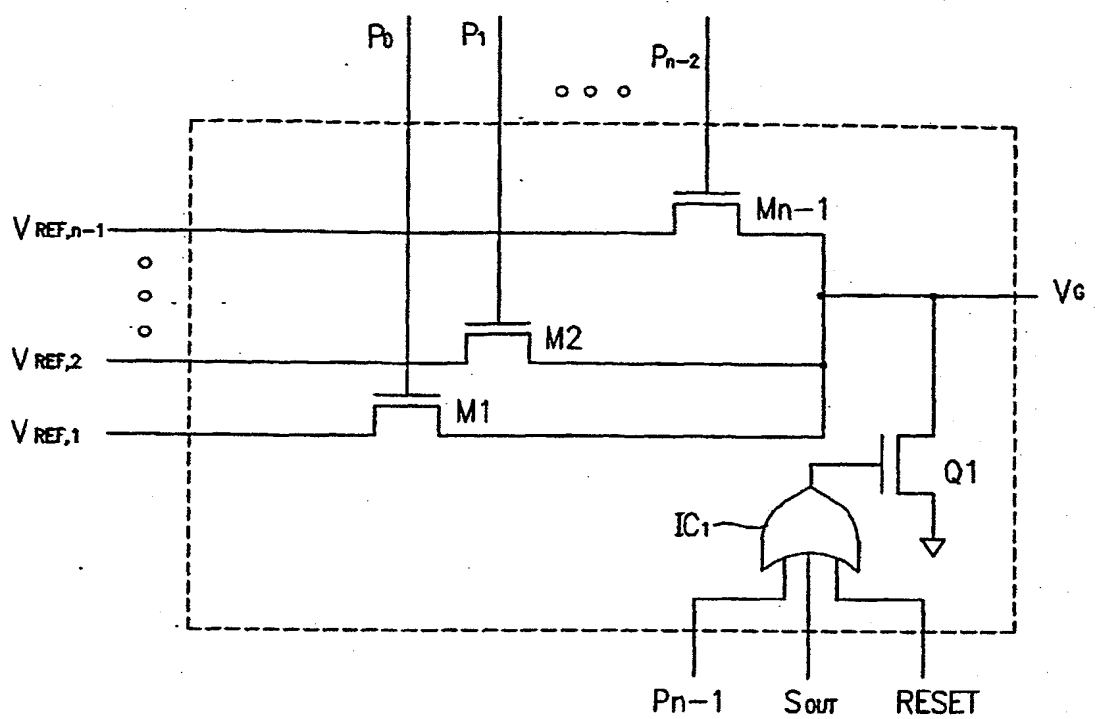 P0
P1
Pn-2
Mn-1
VREF,n-1
VG
M2
VREF,2
M1
VREF,1
Q1
IC1
Pn-1
SOUT
RESET